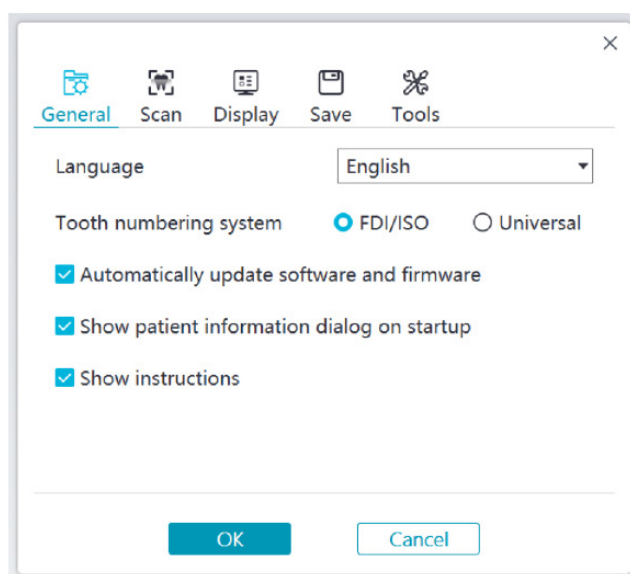 General Scan Display Save Tools
Language English
Tooth numbering system FDI/ISO Universal
Automatically update software and firmware
Show patient information dialog on startup
Show instructions
OK Cancel